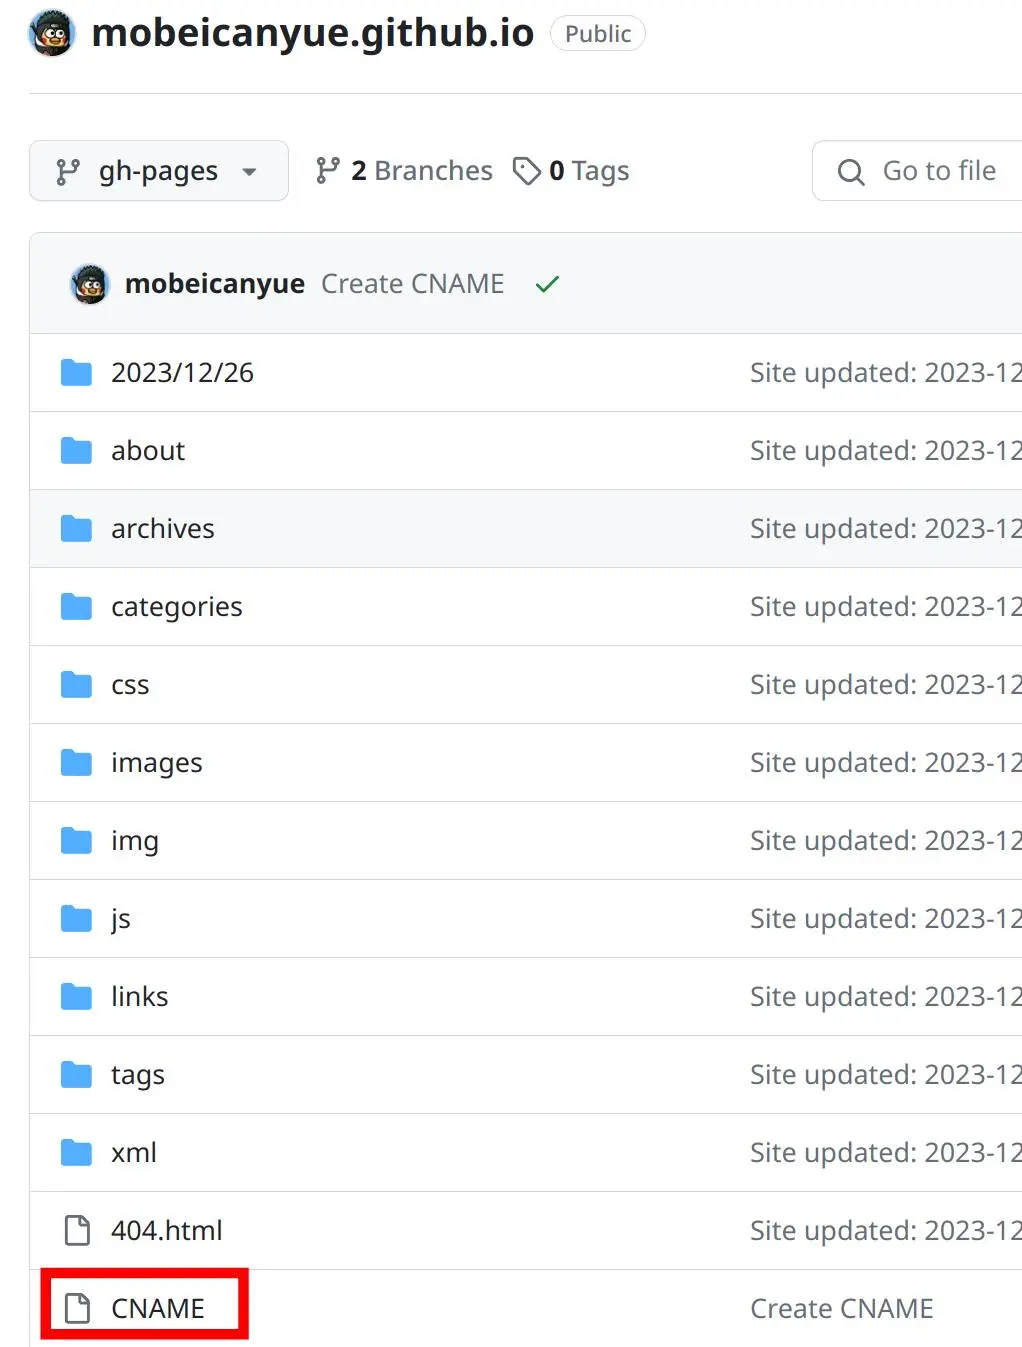 mobeicanyue.github.io Public
gh-pages 2 Branches 0 Tags Go to file
mobeicanyue Create CNAME
2023/12/26 Site updated: 2023-12
about Site updated: 2023-12
archives Site updated: 2023-12
categories Site updated: 2023-12
css Site updated: 2023-12
images Site updated: 2023-12
img Site updated: 2023-12
js Site updated: 2023-12
links Site updated: 2023-12
tags Site updated: 2023-12
xml Site updated: 2023-12
404.html Site updated: 2023-12
CNAME Create CNAME